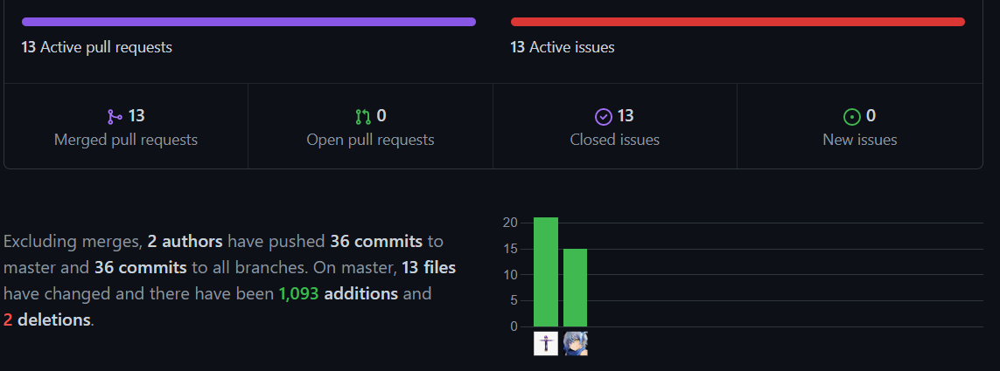 13 Active pull requests
13 Active issues
13
Merged pull requests
0
Open pull requests
13
Closed issues
0
New issues
Excluding merges, 2 authors have pushed 36 commits to
master and 36 commits to all branches. On master, 13 files
have changed and there have been 1,093 additions and
2 deletions.
20
15
10
5
0